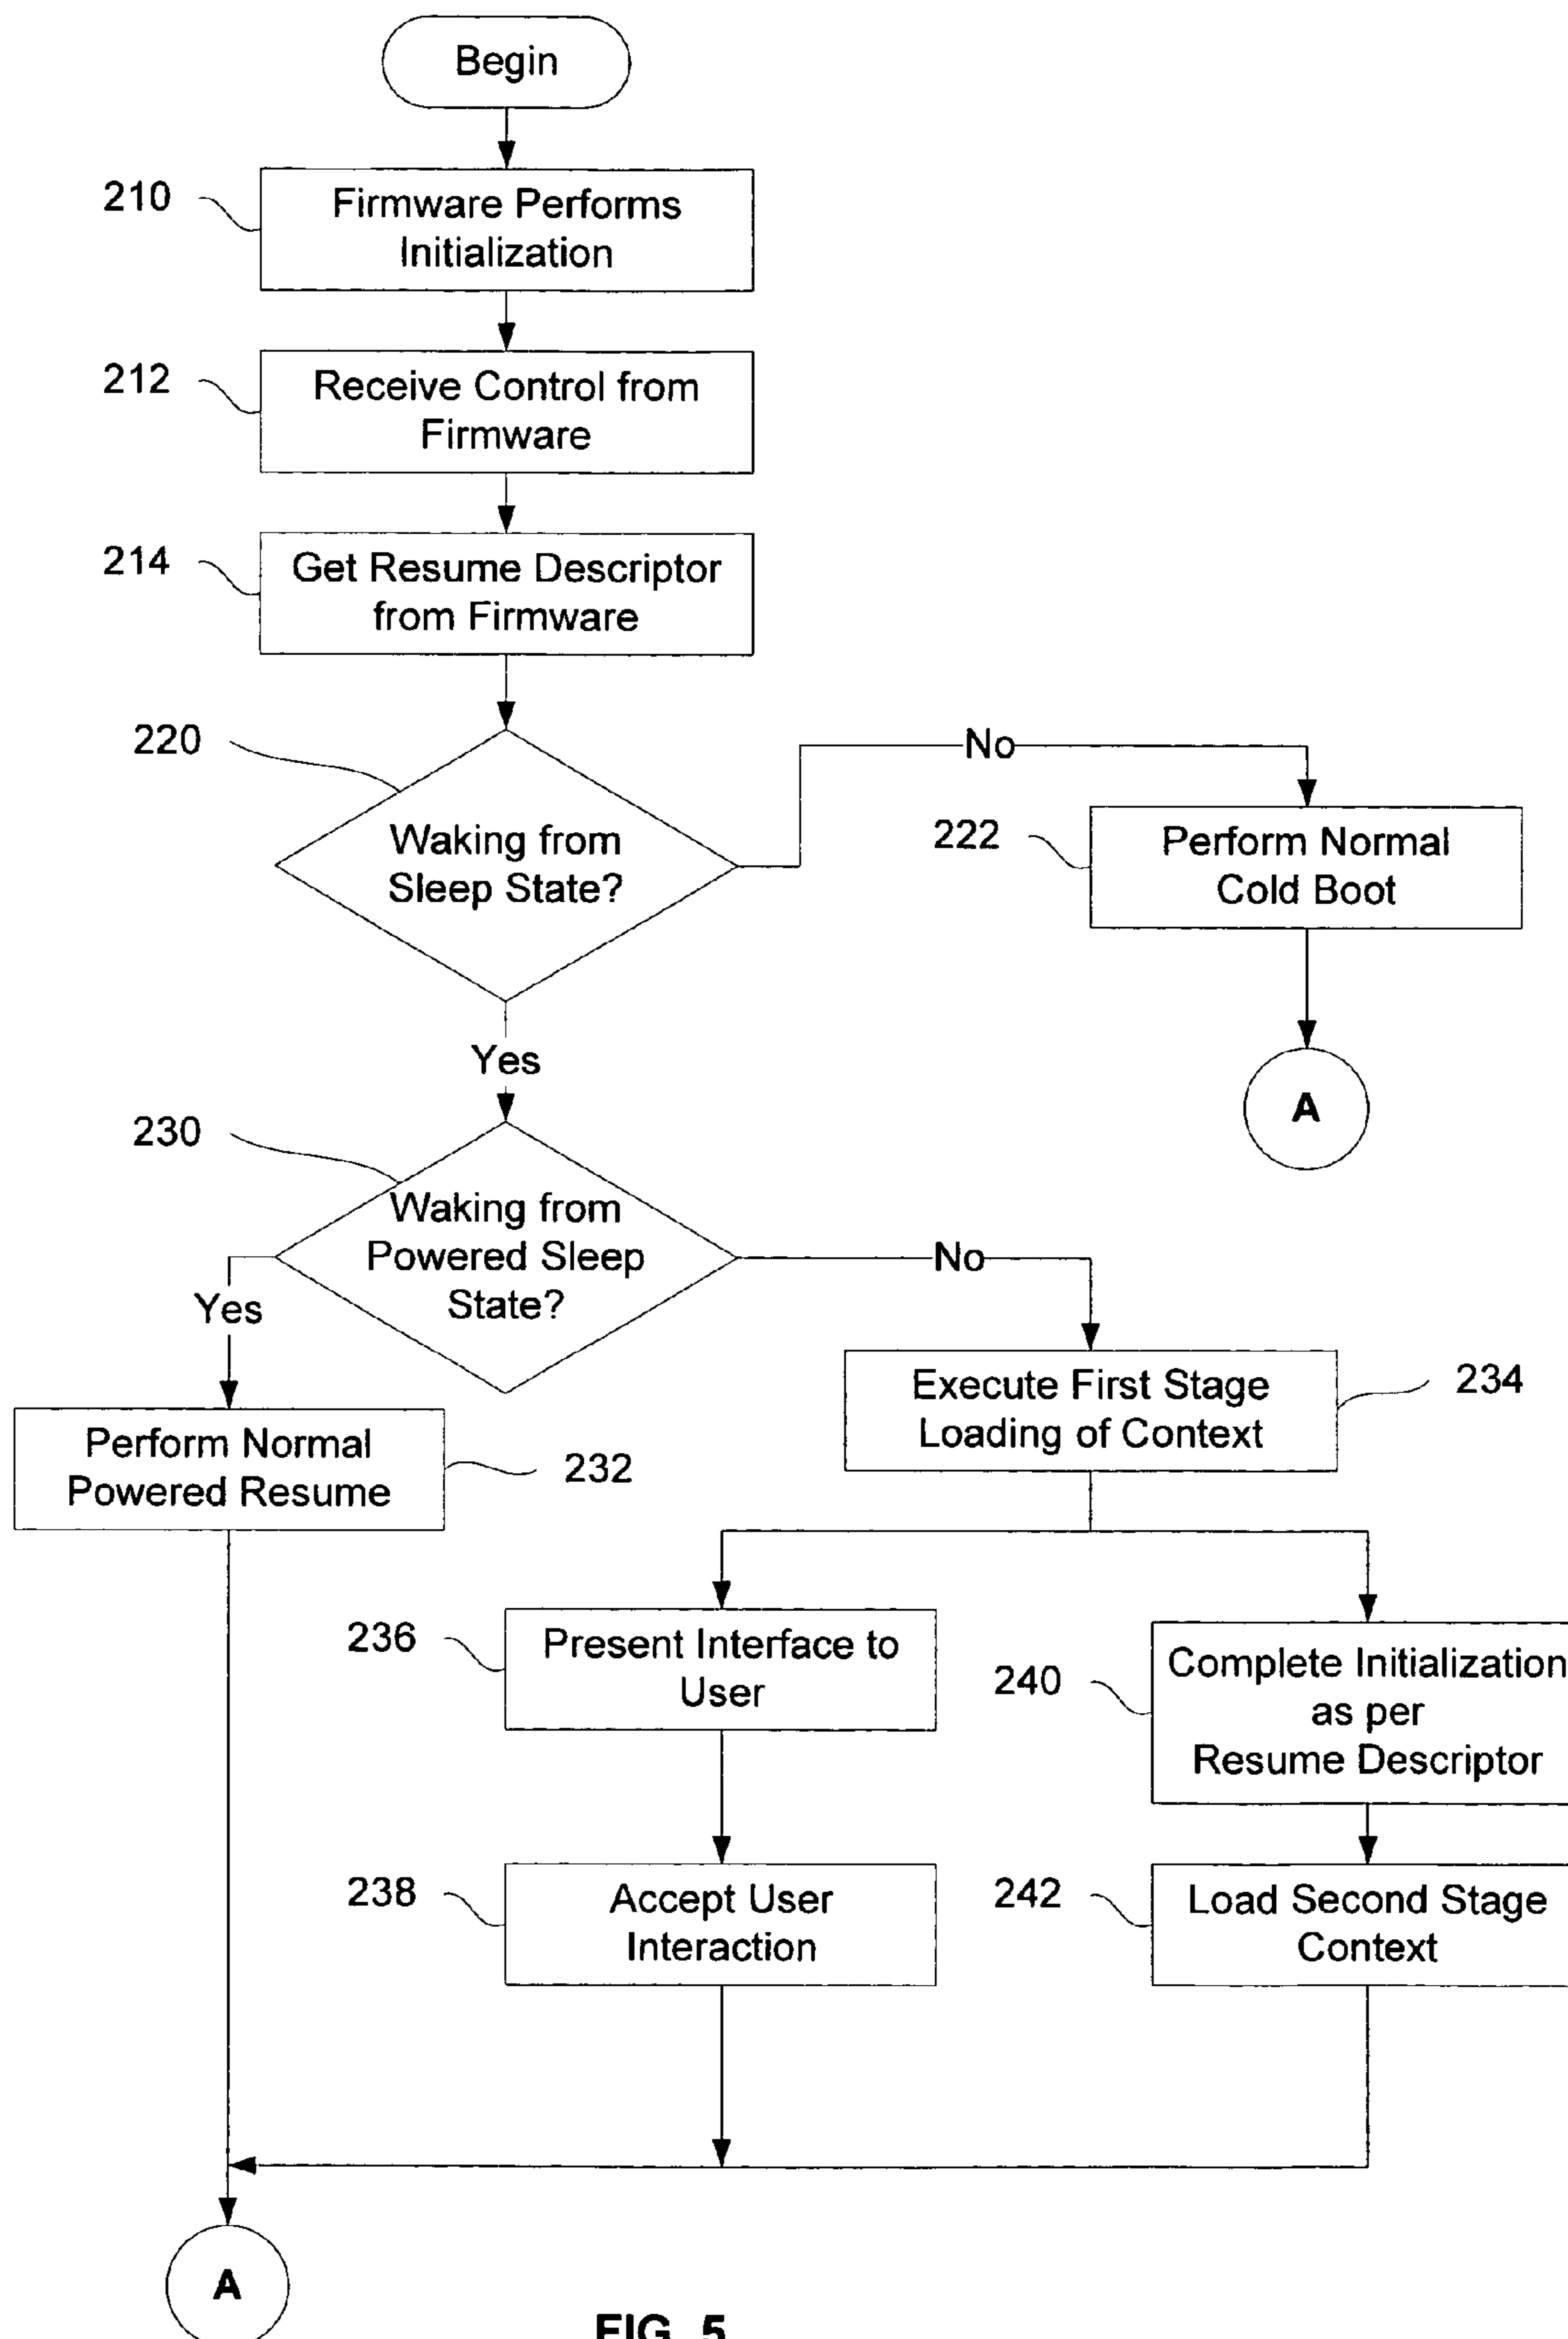 Begin
210
Firmware Performs
Initialization
212
Receive Control from
Firmware
214
Get Resume Descriptor
from Firmware
220
Waking from
Sleep State?
No
222
Perform Normal
Cold Boot
A
Yes
230
Waking from
Powered Sleep
State?
Yes
No
Perform Normal
Powered Resume
232
Execute First Stage
Loading of Context
234
236
Present Interface to
User
240
Complete Initialization
as per
Resume Descriptor
238
Accept User
Interaction
242
Load Second Stage
Context
A
FIG. 5